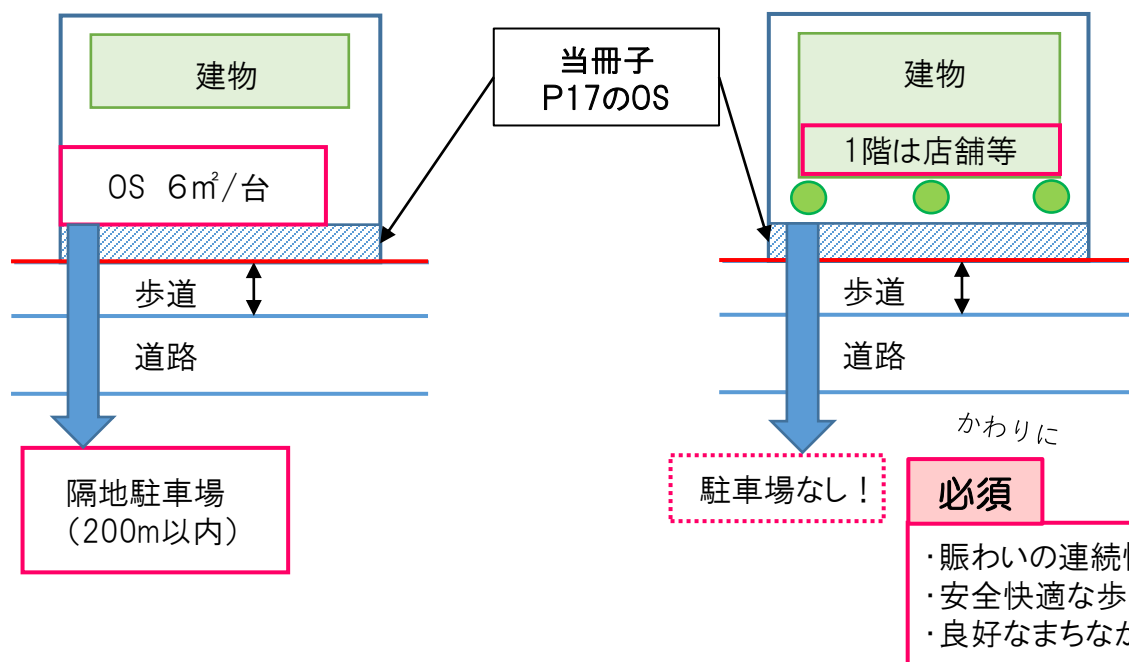 建物
OS 6㎡/台
歩道
道路
隔地駐車場
(200m以内)
当冊子
P17のOS
建物
1階は店舗等
歩道
道路
駐車場なし！
かわりに
必須
・賑わいの連続
・安全快適な歩
・良好なまちなか